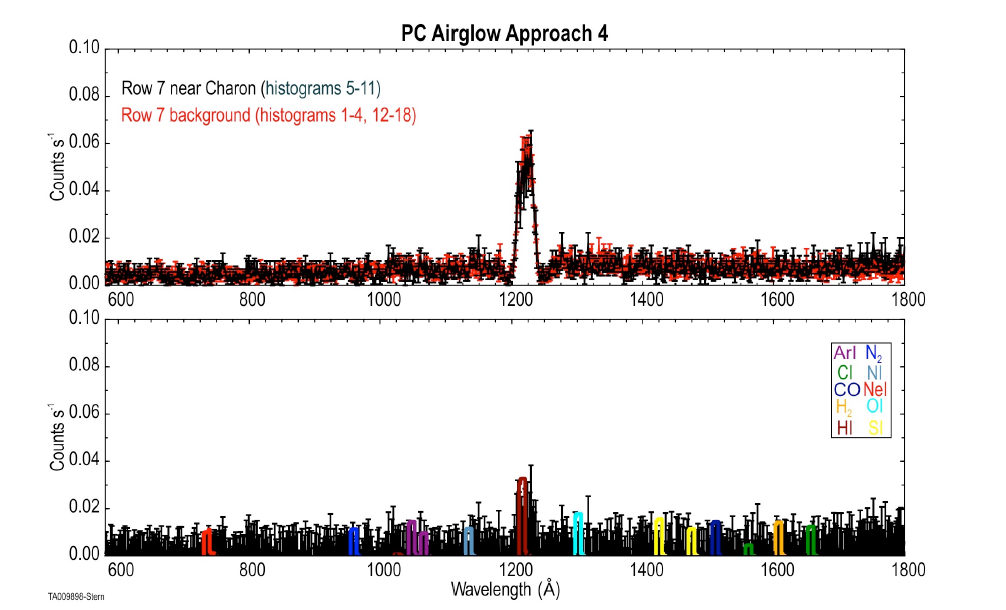 PC Airglow Approach 4
0.10
0.08
0.06
0.04
0.02
0.00
Counts s⁻¹
Row 7 near Charon (histograms 5-11)
Row 7 background (histograms 1-4, 12-18)
600 800 1000 1200 1400 1600 1800
0.10
0.08
0.06
0.04
0.02
0.00
Counts s⁻¹
ArI N₂
CI NI
CO NeI
H₂ OI
HI SI
600 800 1000 1200 1400 1600 1800
Wavelength (Å)
TA009898-Stern